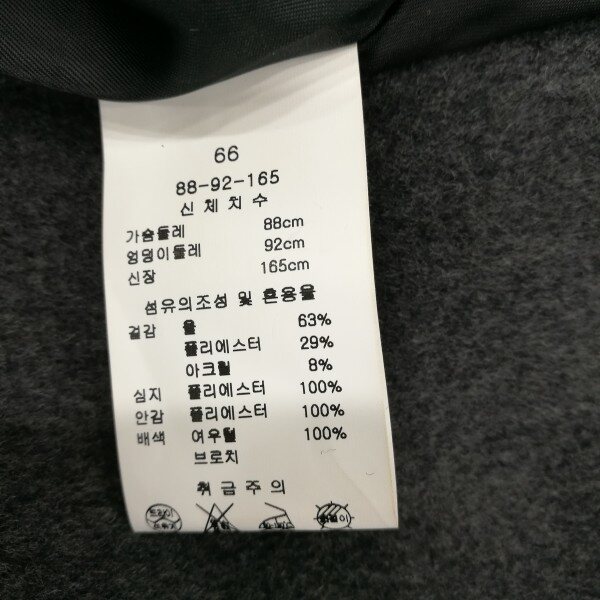 66
88-92-165
신체치수
가슴둘레 88cm
엉덩이둘레 92cm
신장 165cm
섬유의조성 및 혼용율
겉감 울 63%
폴리에스터 29%
아크릴 8%
심지 폴리에스터 100%
안감 폴리에스터 100%
배색 여우털 100%
브로치
취급주의
드라이